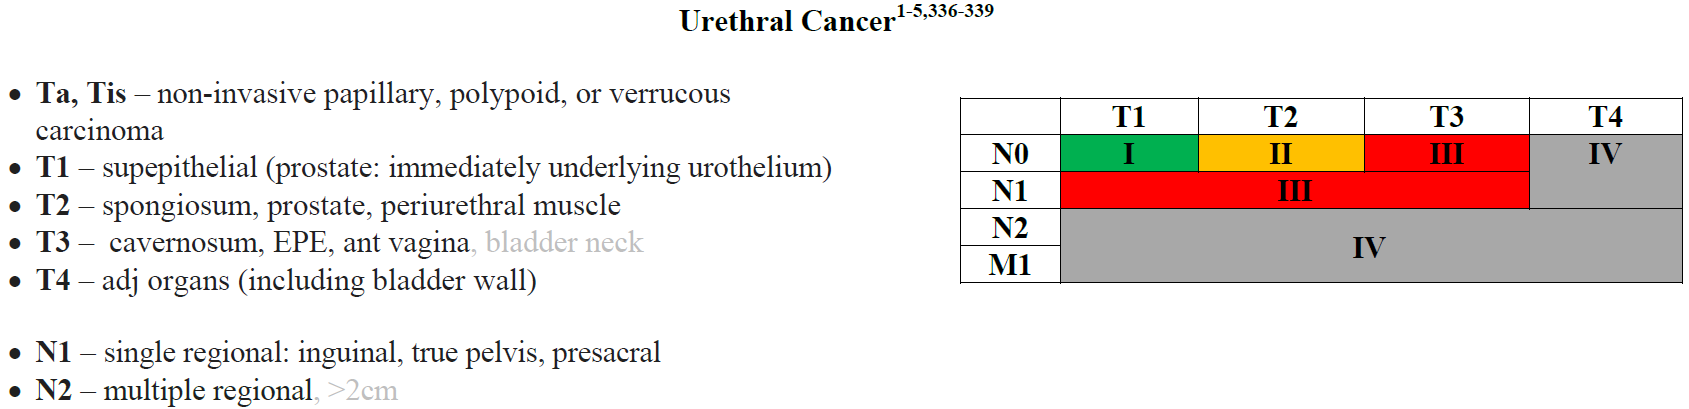 Urethral Cancer1-5,336-339
• Ta, Tis – non-invasive papillary, polypoid, or verrucous
carcinoma
• T1 – supepithelial (prostate: immediately underlying urothelium)
• T2 – spongiosum, prostate, periurethral muscle
• T3 –  cavernosum, EPE, ant vagina, bladder neck
• T4 – adj organs (including bladder wall)
• N1 – single regional: inguinal, true pelvis, presacral
• N2 – multiple regional, >2cm
T1 T2 T3 T4
N0 I II III IV
N1 III
N2
IV
M1